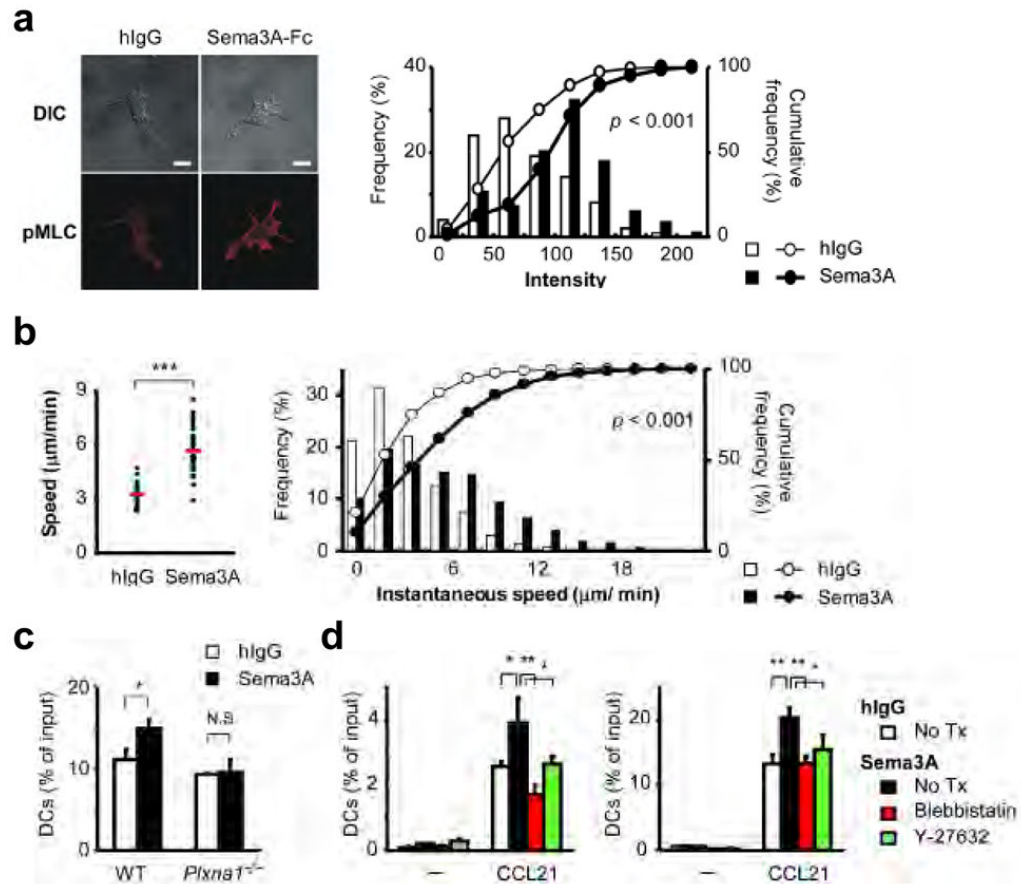 a
hIgG Sema3A-Fc
DIC
pMLC
Frequency (%)
40
20
0
100
50
0
Cumulative frequency (%)
p < 0.001
0 50 100 150 200
Intensity
hIgG
Sema3A
b
***
Speed (μm/min)
9
6
3
0
hIgG Sema3A
Frequency (%)
30
20
10
0
100
50
0
Cumulative frequency (%)
p < 0.001
0 6 12 18
Instantaneous speed (μm/ min)
hIgG
Sema3A
c
hIgG
Sema3A
DCs (% of input)
20
10
0
*
N.S
WT Plxna1-/-
d
DCs (% of input)
4
2
0
* ** *
– CCL21
DCs (% of input)
20
10
0
** ** *
– CCL21
hIgG
No Tx
Sema3A
No Tx
Blebbistatin
Y-27632